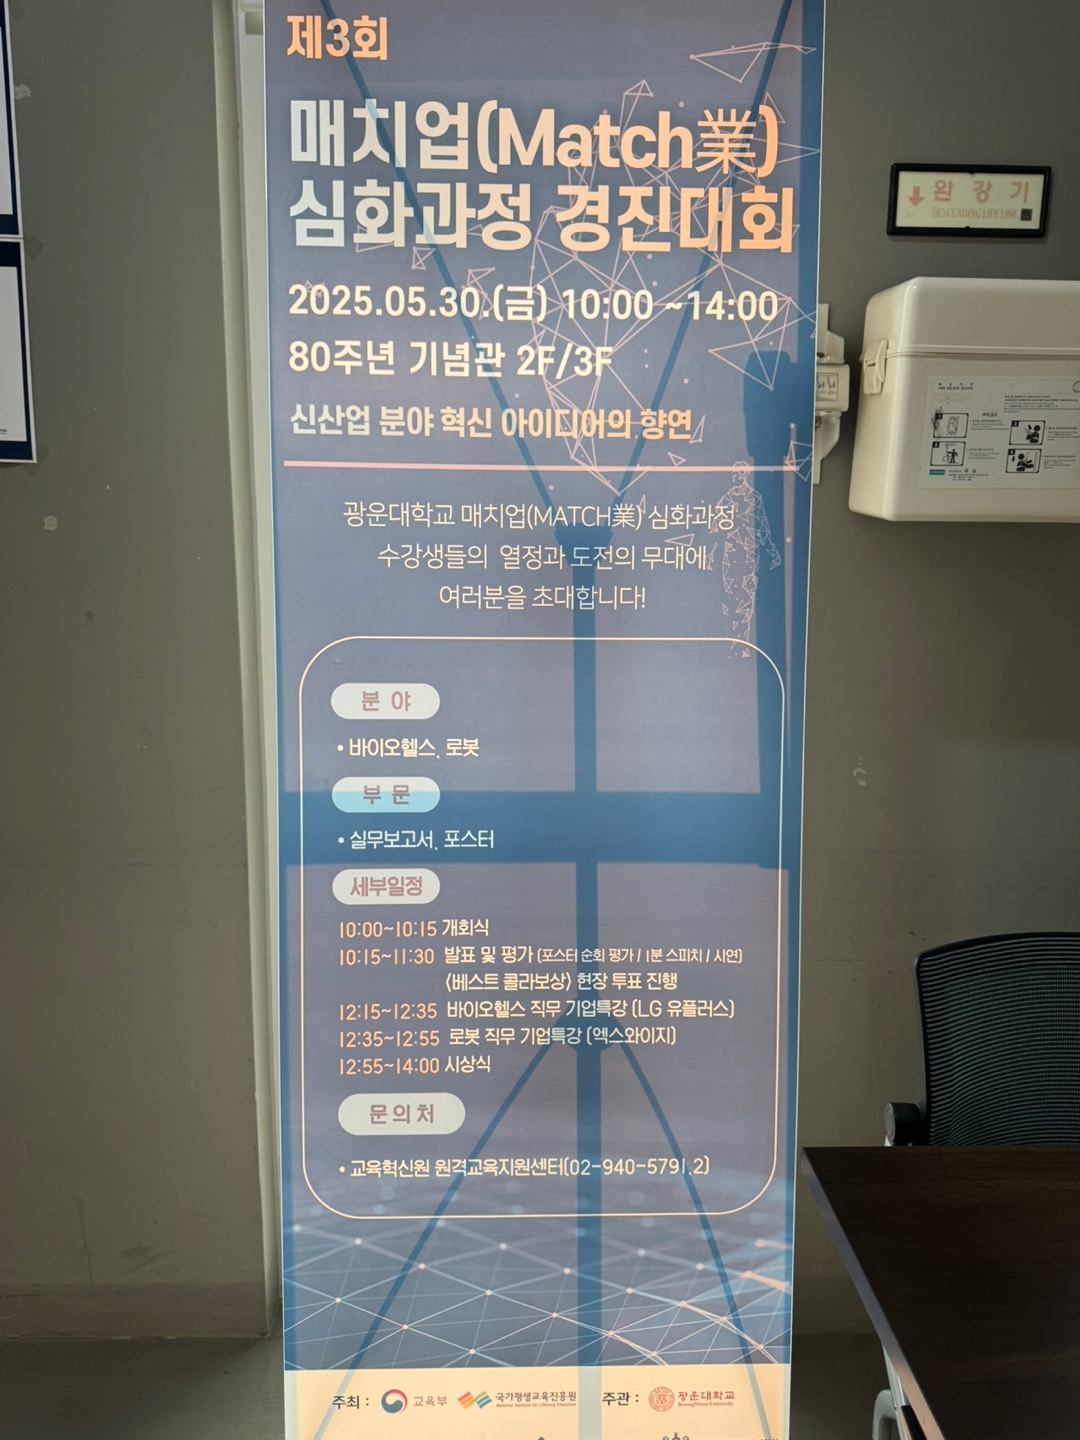 제3회
매치업(Match業)
심화과정 경진대회
2025.05.30.(금) 10:00 ~14:00
80주년 기념관 2F/3F
신산업 분야 혁신 아이디어의 향연
광운대학교 매치업(MATCH業) 심화과정
수강생들의 열정과 도전의 무대에
여러분을 초대합니다!
분 야
• 바이오헬스, 로봇
부 문
• 실무보고서, 포스터
세부일정
10:00~10:15 개회식
10:15~11:30 발표 및 평가 (포스터 순회 평가 / 1분 스피치 / 시연)
<베스트 콜라보상> 현장 투표 진행
12:15~12:35 바이오헬스 직무 기업특강 (LG 유플러스)
12:35~12:55 로봇 직무 기업특강 (엑스와이지)
12:55~14:00 시상식
문의처
• 교육혁신원 원격교육지원센터(02-940-5791,2)
주최 : 교육부 국가평생교육진흥원 주관 : 광운대학교
National Institute for Lifelong Education KwangWoon University
완 강 기
DESCENDING LIFE LINE